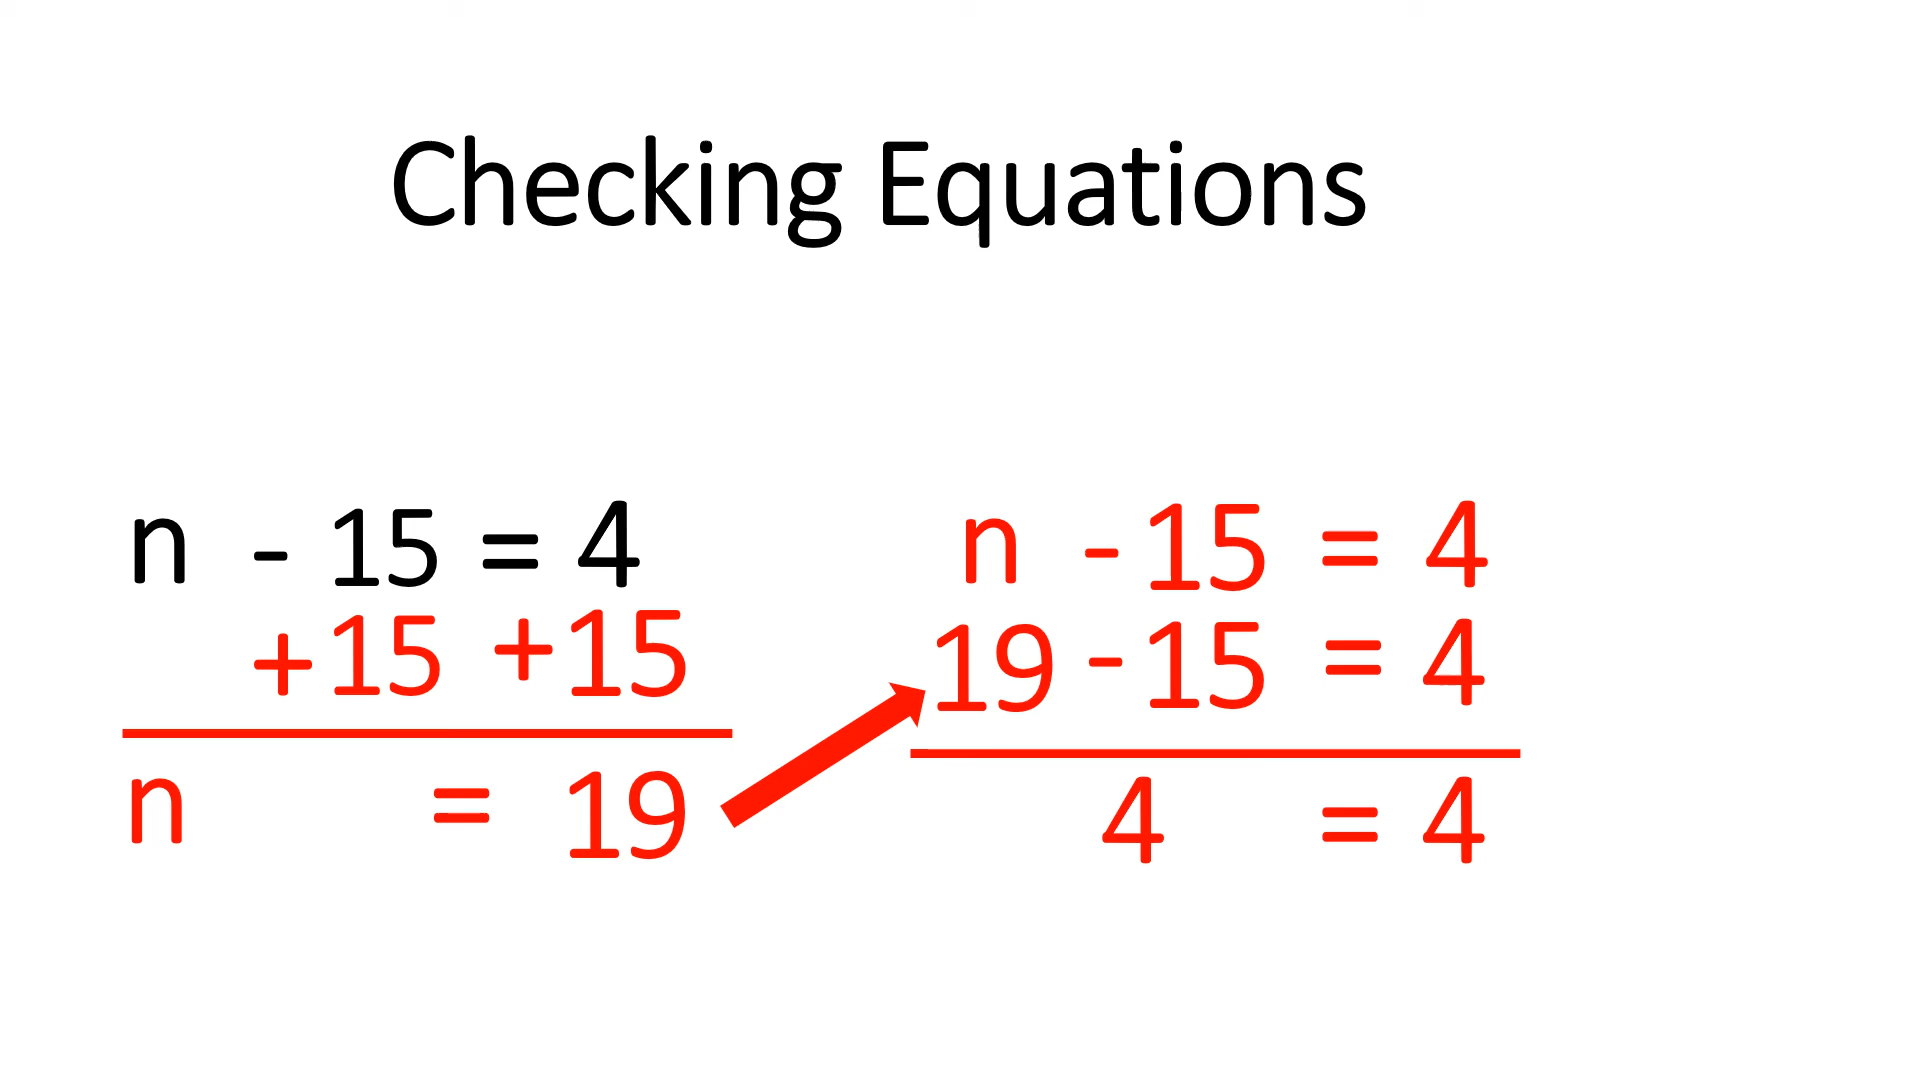 Checking Equations
n - 15 = 4
+15 +15
n = 19
n - 15 = 4
19 - 15 = 4
4 = 4